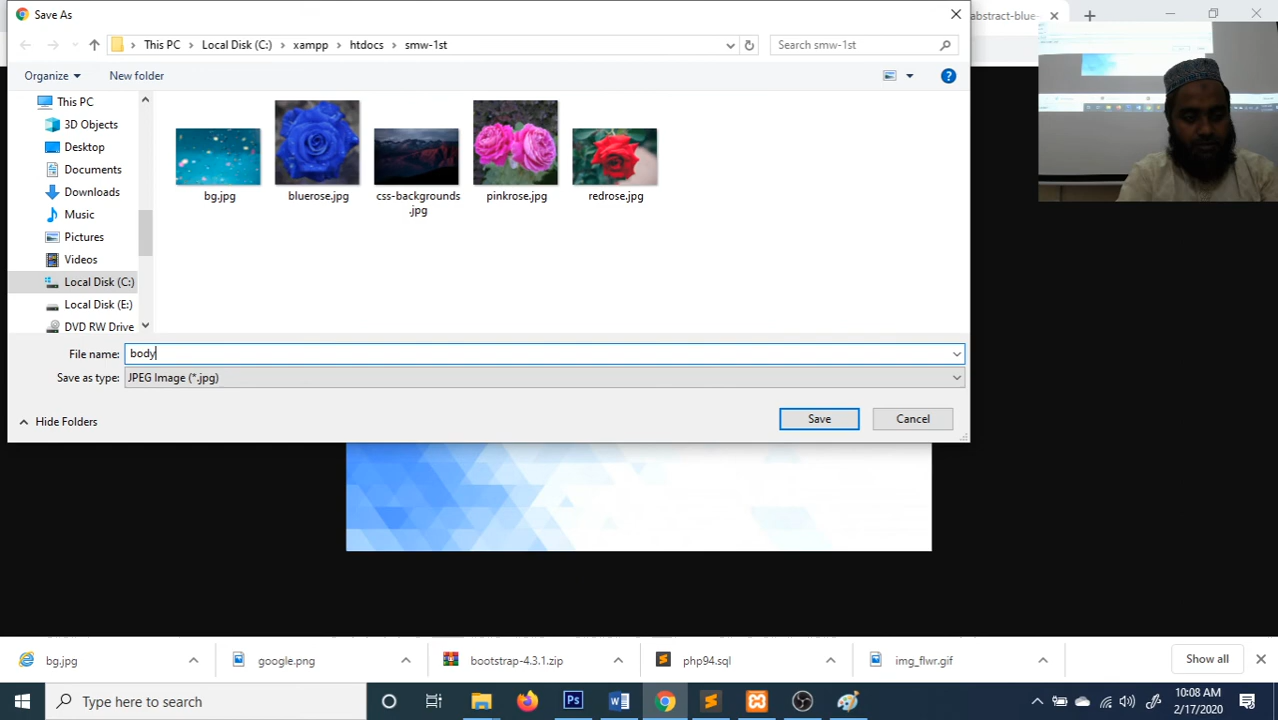 Save As
abstract-blue-
This PC
Local Disk (C:)
xampp
htdocs
smw-1st
Search smw-1st
Organize
New folder
This PC
3D Objects
Desktop
Documents
Downloads
Music
Pictures
Videos
Local Disk (C:)
Local Disk (E:)
DVD RW Drive
bg.jpg
bluerose.jpg
css-backgrounds
.jpg
pinkrose.jpg
redrose.jpg
File name:
body
Save as type:
JPEG Image (*.jpg)
Hide Folders
Save
Cancel
bg.jpg
google.png
bootstrap-4.3.1.zip
php94.sql
img_flwr.gif
Show all
Type here to search
Ps
10:08 AM
2/17/2020